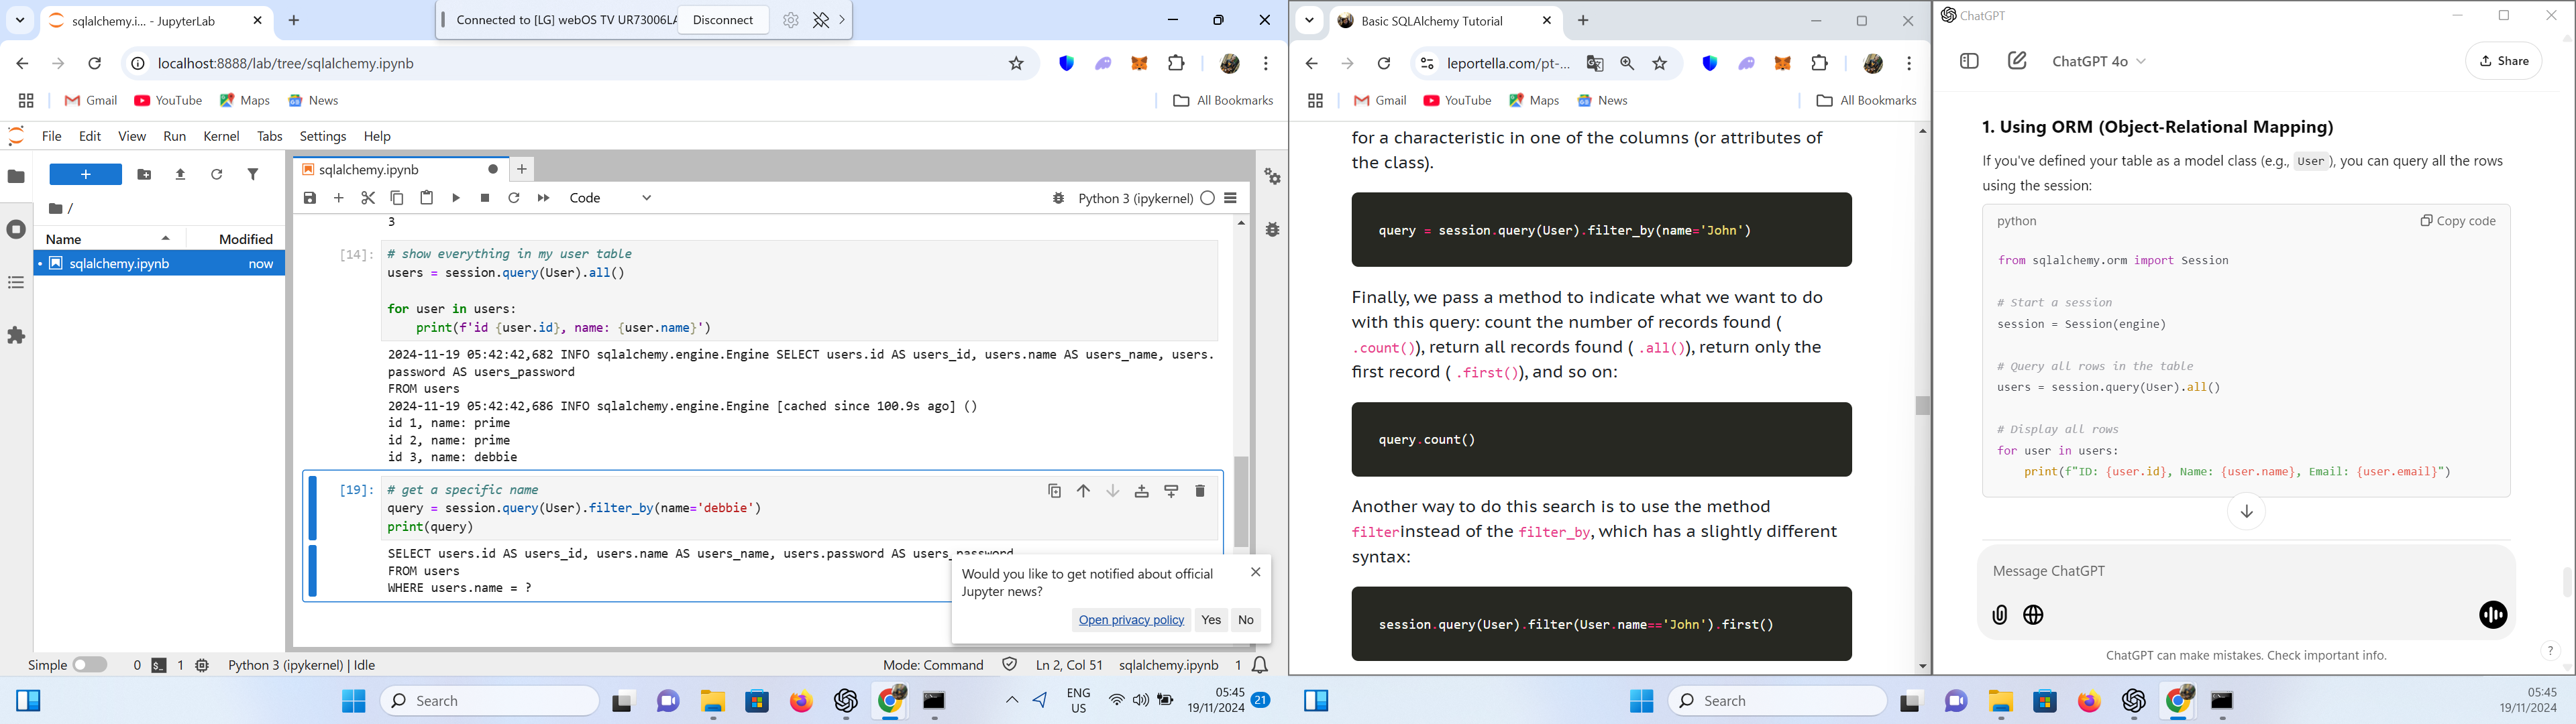 sqlalchemy.i... - JupyterLab
Connected to [LG] webOS TV UR73006LA
Disconnect
localhost:8888/lab/tree/sqlalchemy.ipynb
Gmail
YouTube
Maps
News
All Bookmarks
File
Edit
View
Run
Kernel
Tabs
Settings
Help
/
Name
Modified
sqlalchemy.ipynb
now
sqlalchemy.ipynb
Code
Python 3 (ipykernel)
3
[14]:
# show everything in my user table
users = session.query(User).all()
for user in users:
print(f'id {user.id}, name: {user.name}')
2024-11-19 05:42:42,682 INFO sqlalchemy.engine.Engine SELECT users.id AS users_id, users.name AS users_name, users.
password AS users_password
FROM users
2024-11-19 05:42:42,686 INFO sqlalchemy.engine.Engine [cached since 100.9s ago] ()
id 1, name: prime
id 2, name: prime
id 3, name: debbie
[19]:
# get a specific name
query = session.query(User).filter_by(name='debbie')
print(query)
SELECT users.id AS users_id, users.name AS users_name, users.password AS users_password
FROM users
WHERE users.name = ?
Would you like to get notified about official
Jupyter news?
Open privacy policy
Yes
No
Simple
0
1
Python 3 (ipykernel) | Idle
Mode: Command
Ln 2, Col 51
sqlalchemy.ipynb
1
Search
ENG
US
05:45
19/11/2024
21
Basic SQLAlchemy Tutorial
leportella.com/pt-...
Gmail
YouTube
Maps
News
All Bookmarks
for a characteristic in one of the columns (or attributes of
the class).
query = session.query(User).filter_by(name='John')
Finally, we pass a method to indicate what we want to do
with this query: count the number of records found (
.count()), return all records found ( .all()), return only the
first record ( .first()), and so on:
query.count()
Another way to do this search is to use the method
filterinstead of the filter_by, which has a slightly different
syntax:
session.query(User).filter(User.name=='John').first()
Search
ChatGPT
ChatGPT 4o
Share
1. Using ORM (Object-Relational Mapping)
If you've defined your table as a model class (e.g., User ), you can query all the rows
using the session:
python
Copy code
from sqlalchemy.orm import Session
# Start a session
session = Session(engine)
# Query all rows in the table
users = session.query(User).all()
# Display all rows
for user in users:
print(f"ID: {user.id}, Name: {user.name}, Email: {user.email}")
Message ChatGPT
ChatGPT can make mistakes. Check important info.
?
05:45
19/11/2024